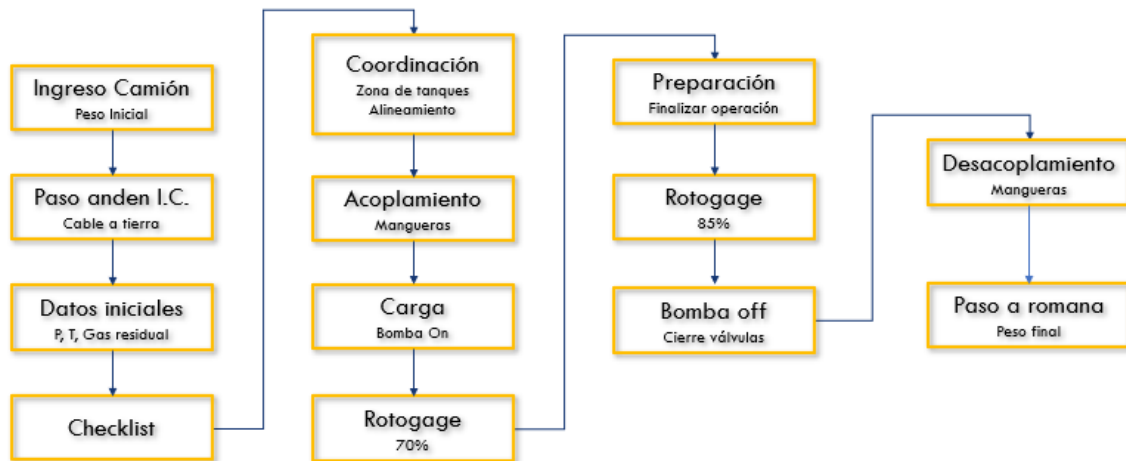 Ingreso Camión
Peso Inicial
Paso anden I.C.
Cable a tierra
Datos iniciales
P, T, Gas residual
Checklist
Coordinación
Zona de tanques
Alineamiento
Acoplamiento
Mangueras
Carga
Bomba On
Rotogage
70%
Preparación
Finalizar operación
Rotogage
85%
Bomba off
Cierre válvulas
Desacoplamiento
Mangueras
Paso a romana
Peso final